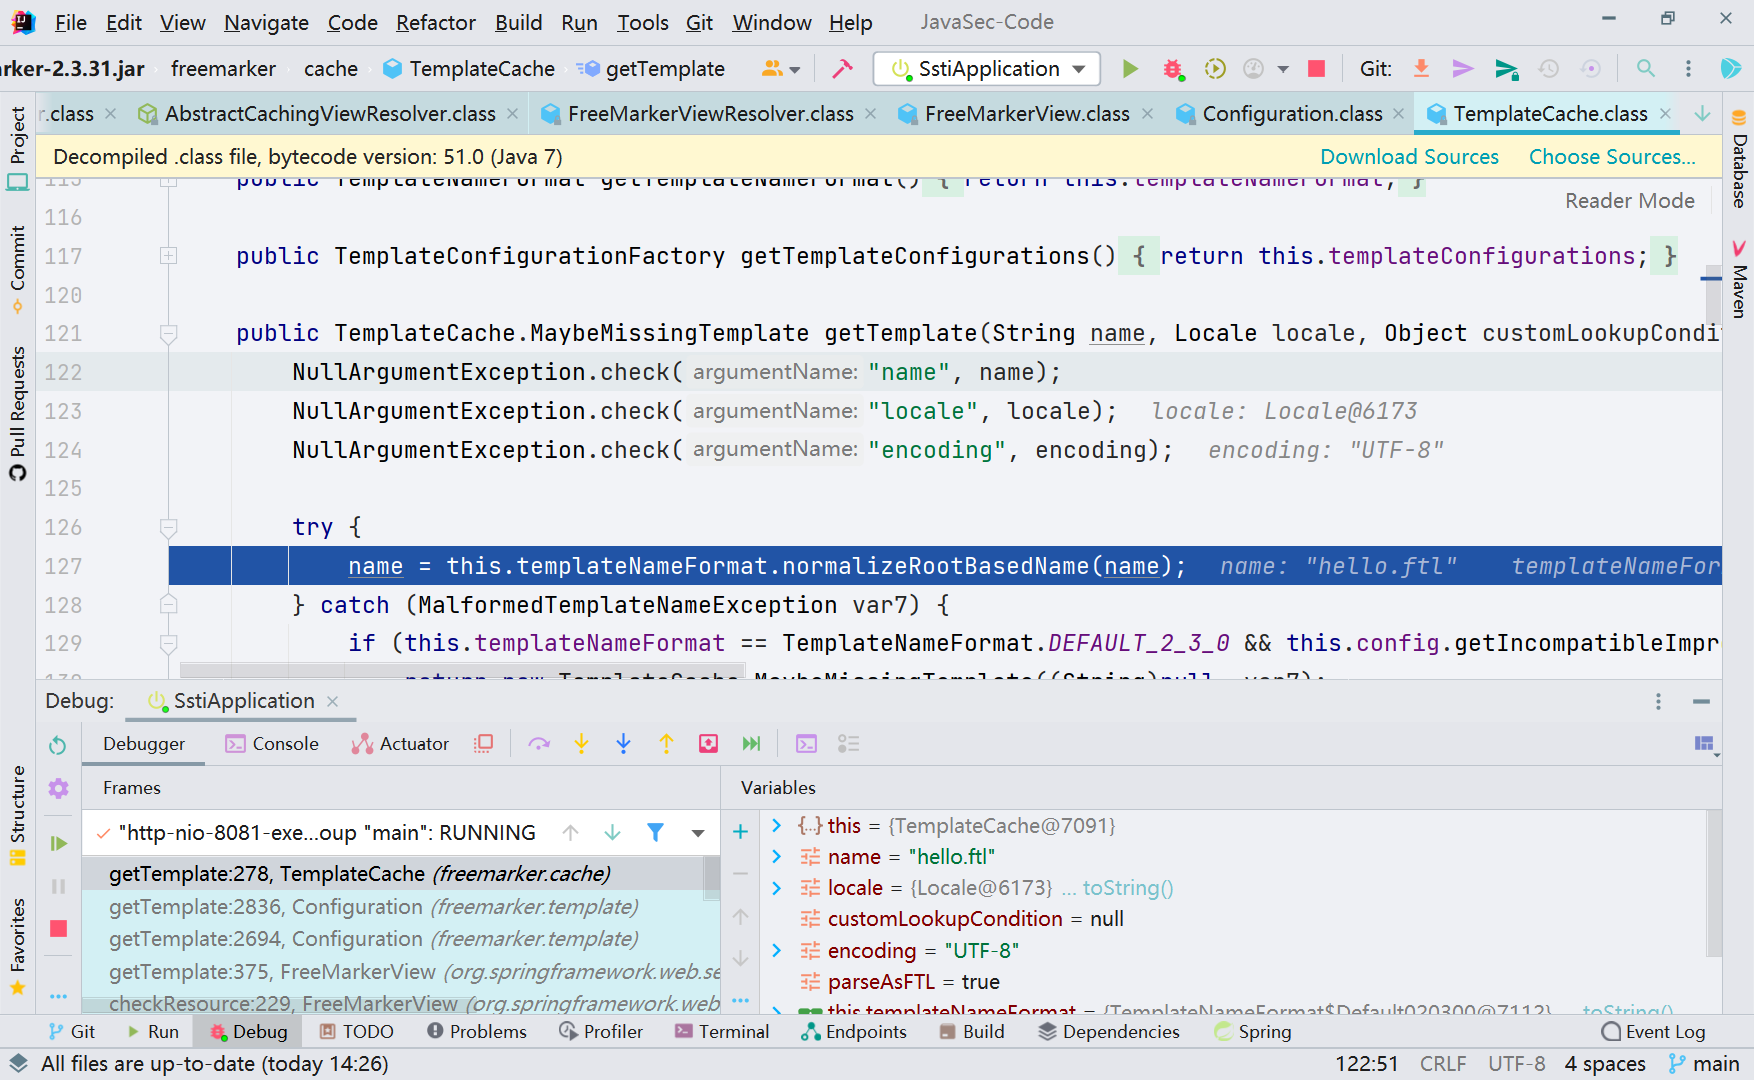 File Edit View Navigate Code Refactor Build Run Tools Git Window Help JavaSec-Code
rker-2.3.31.jar freemarker cache TemplateCache getTemplate SstiApplication Git:
r.class AbstractCachingViewResolver.class FreeMarkerViewResolver.class FreeMarkerView.class Configuration.class TemplateCache.class
Decompiled .class file, bytecode version: 51.0 (Java 7) Download Sources Choose Sources...
115 public TemplateNameFormat getTemplateNameFormat() { return this.templateNameFormat; }
Reader Mode
116
117 public TemplateConfigurationFactory getTemplateConfigurations() { return this.templateConfigurations; }
120
121 public TemplateCache.MaybeMissingTemplate getTemplate(String name, Locale locale, Object customLookupCondi
122 NullArgumentException.check( argumentName: "name", name);
123 NullArgumentException.check( argumentName: "locale", locale); locale: Locale@6173
124 NullArgumentException.check( argumentName: "encoding", encoding); encoding: "UTF-8"
125
126 try {
127 name = this.templateNameFormat.normalizeRootBasedName(name); name: "hello.ftl" templateNameFor
128 } catch (MalformedTemplateNameException var7) {
129 if (this.templateNameFormat == TemplateNameFormat.DEFAULT_2_3_0 && this.config.getIncompatibleImpr
130 return new TemplateCache.MaybeMissingTemplate((String)null, var7);
Project
Commit
Pull Requests
Structure
Favorites
Database
Maven
Debug: SstiApplication
Debugger Console Actuator
Frames
"http-nio-8081-exe...oup "main": RUNNING
getTemplate:278, TemplateCache (freemarker.cache)
getTemplate:2836, Configuration (freemarker.template)
getTemplate:2694, Configuration (freemarker.template)
getTemplate:375, FreeMarkerView (org.springframework.web.se
checkResource:229, FreeMarkerView (org.springframework.web
Variables
this = {TemplateCache@7091}
name = "hello.ftl"
locale = {Locale@6173} ... toString()
customLookupCondition = null
encoding = "UTF-8"
parseAsFTL = true
this.templateNameFormat = {TemplateNameFormat$Default020300@7112} ... toString()
Git Run Debug TODO Problems Profiler Terminal Endpoints Build Dependencies Spring Event Log
All files are up-to-date (today 14:26) 122:51 CRLF UTF-8 4 spaces main